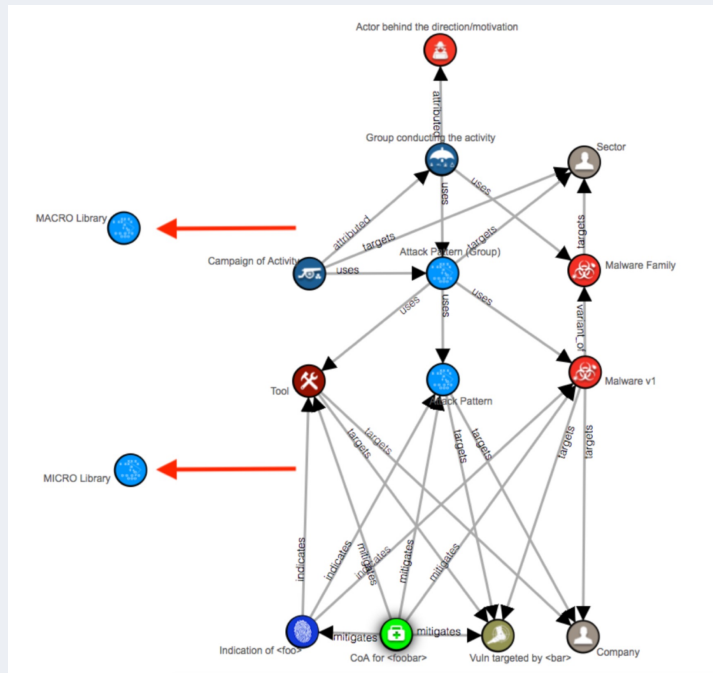 Actor behind the direction/motivation
attributed
Group conducting the activity
Sector
uses
uses
MACRO Library
attributed
targets
targets
targets
Campaign of Activity
uses
Attack Pattern (Group)
Malware Family
uses
uses
uses
variant_of
Tool
Attack Pattern
Malware v1
targets
targets
targets
targets
targets
targets
MICRO Library
indicates
indicates
indicates
mitigates
mitigates
mitigates
mitigates
mitigates
Indication of <foo>
CoA for <foobar>
Vuln targeted by <bar>
Company